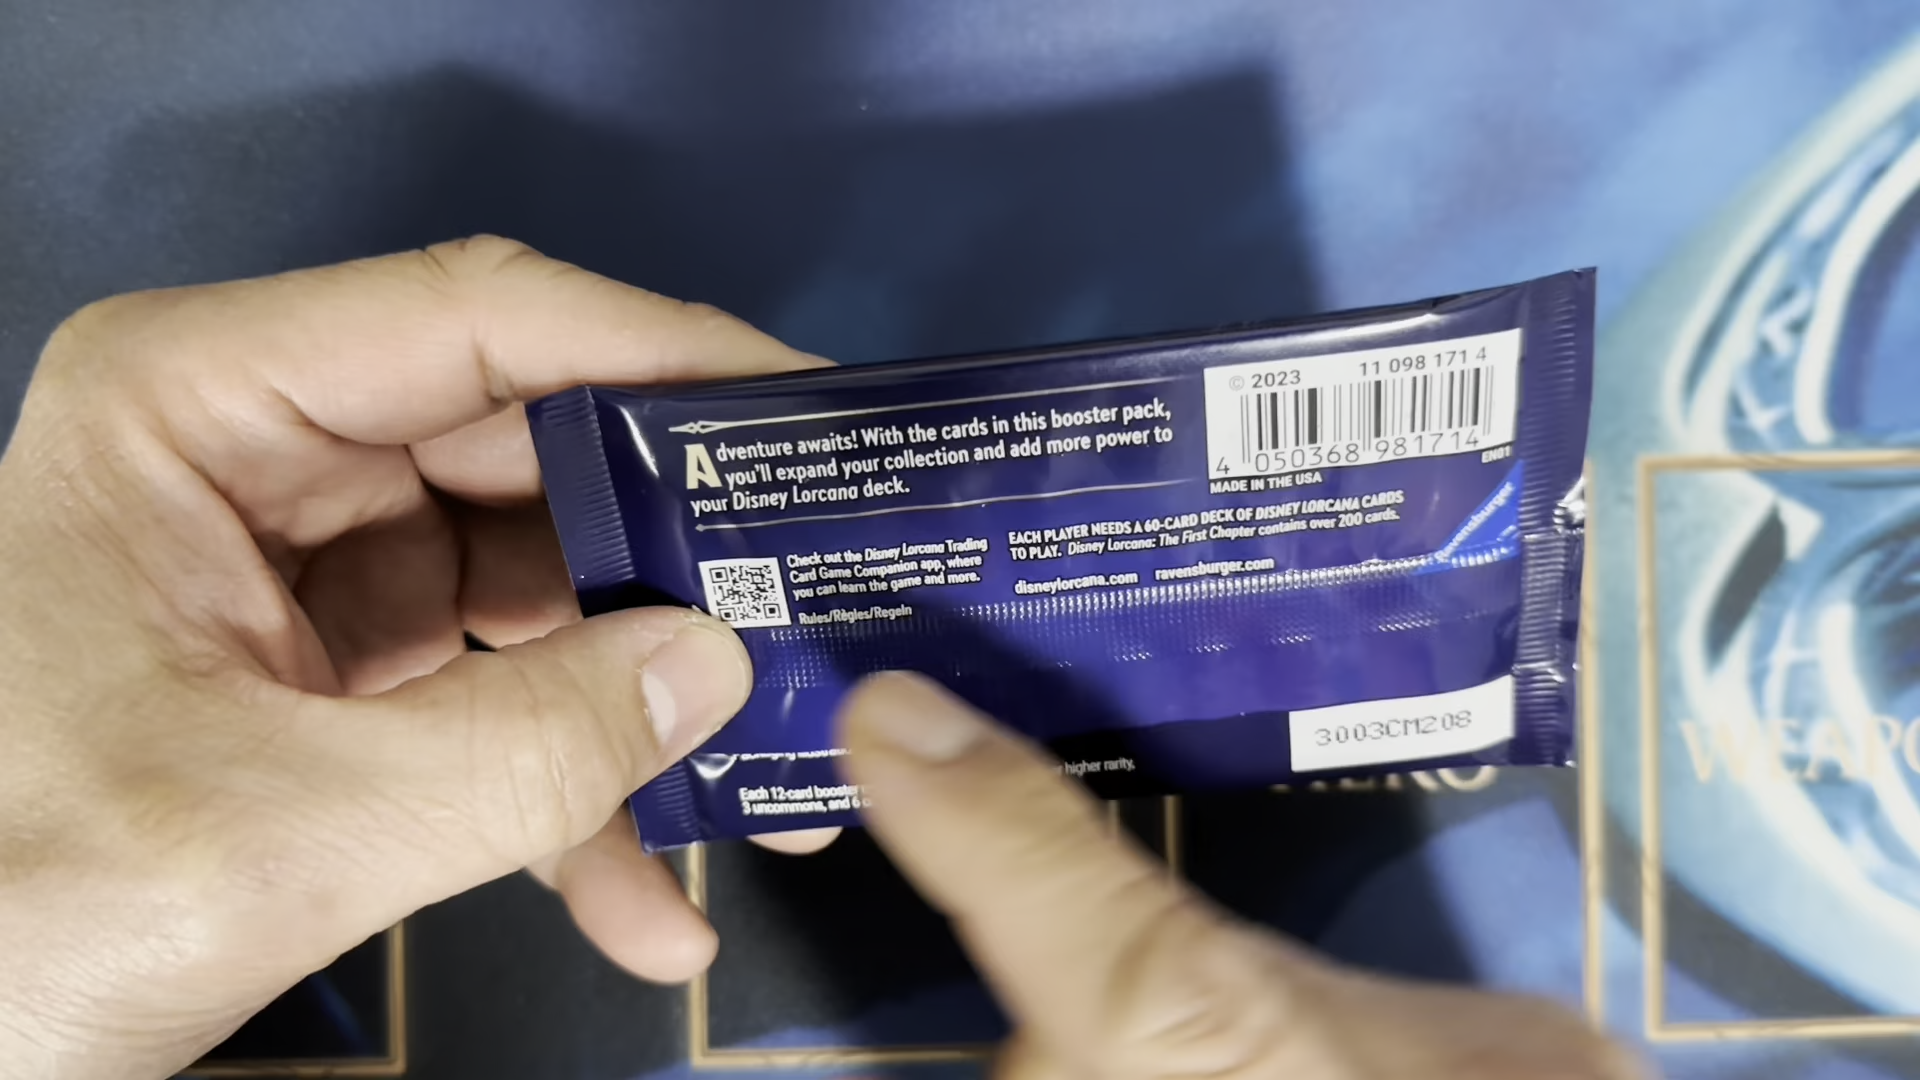 © 2023 11 098 171 4
4 050368 981714
EN01
MADE IN THE USA
Adventure awaits! With the cards in this booster pack,
you'll expand your collection and add more power to
your Disney Lorcana deck.
Check out the Disney Lorcana Trading
Card Game Companion app, where
you can learn the game and more.
Rules/Règles/Regeln
EACH PLAYER NEEDS A 60-CARD DECK OF DISNEY LORCANA CARDS
TO PLAY. Disney Lorcana: The First Chapter contains over 200 cards.
disneylorcana.com ravensburger.com
Ravensburger
3003CM208
higher rarity,
Each 12-card booster
3 uncommons, and 6
HERO